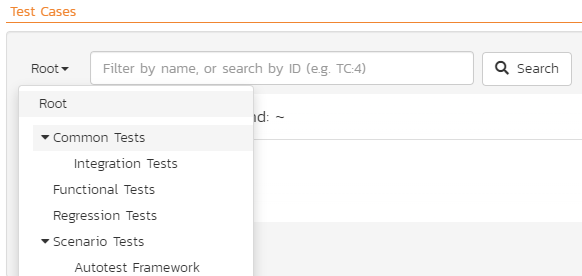 Test Cases
Root
Filter by name, or search by ID (e.g. TC:4)
Search
Root
: ~
Common Tests
Integration Tests
Functional Tests
Regression Tests
Scenario Tests
Autotest Framework